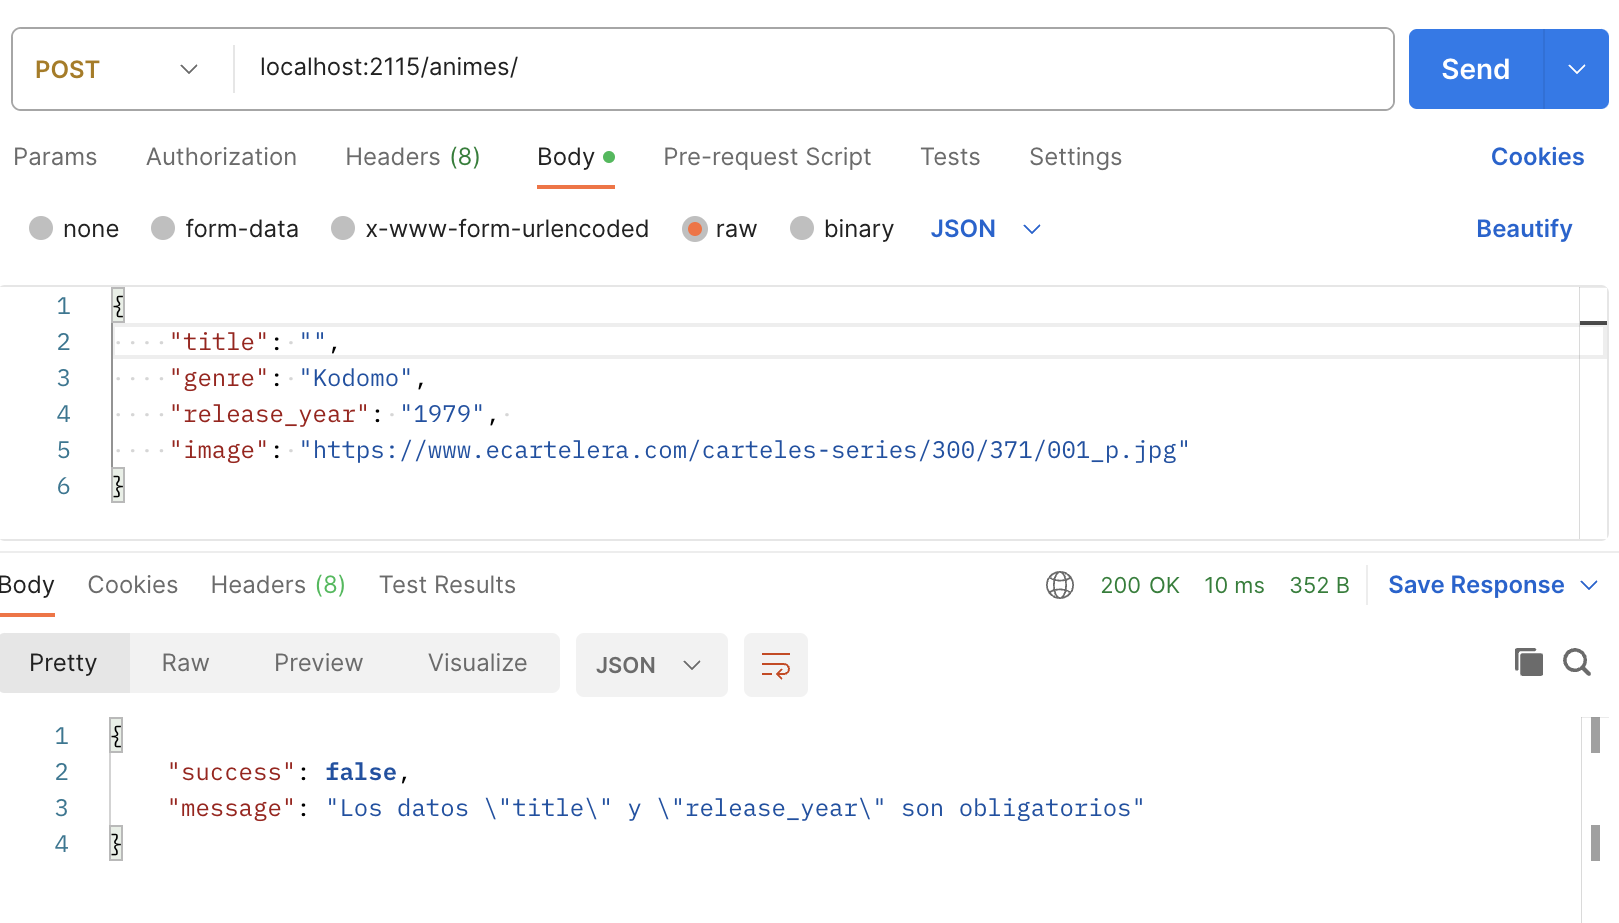 POST localhost:2115/animes/ Send
Params Authorization Headers (8) Body Pre-request Script Tests Settings Cookies
none form-data x-www-form-urlencoded raw binary JSON Beautify
1 {
2 "title": "",
3 "genre": "Kodomo",
4 "release_year": "1979",
5 "image": "https://www.ecartelera.com/carteles-series/300/371/001_p.jpg"
6 }
Body Cookies Headers (8) Test Results 200 OK 10 ms 352 B Save Response
Pretty Raw Preview Visualize JSON
1 {
2 "success": false,
3 "message": "Los datos \"title\" y \"release_year\" son obligatorios"
4 }